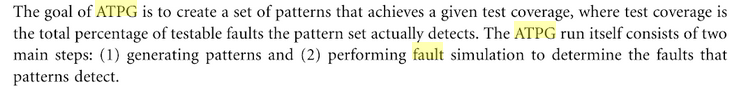 The goal of ATPG is to create a set of patterns that achieves a given test coverage, where test coverage is
the total percentage of testable faults the pattern set actually detects. The ATPG run itself consists of two
main steps: (1) generating patterns and (2) performing fault simulation to determine the faults that
patterns detect.